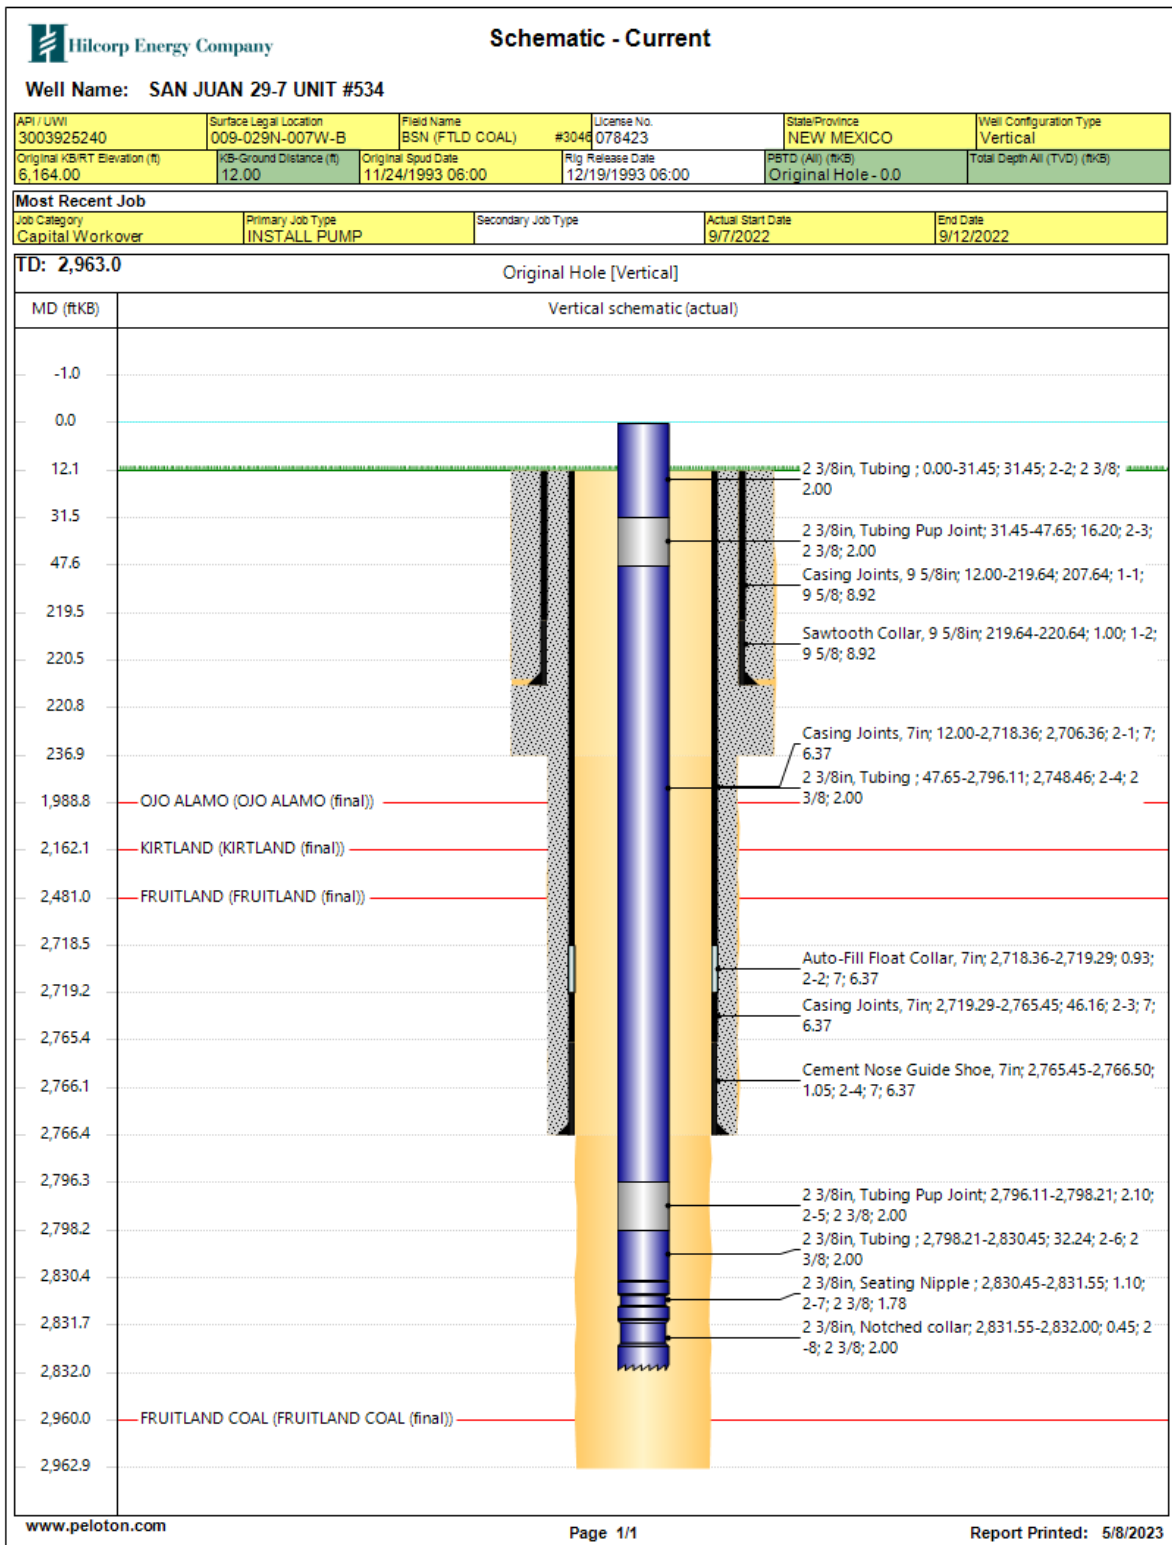 Hilcorp Energy Company
Schematic - Current
Well Name: SAN JUAN 29-7 UNIT #534
API / UWI Surface Legal Location Field Name License No. State/Province Well Configuration Type
3003925240 009-029N-007W-B BSN (FTLD COAL) #3046 078423 NEW MEXICO Vertical
Original KB/RT Elevation (ft) KB-Ground Distance (ft) Original Spud Date Rig Release Date PBTD (All) (ftKB) Total Depth All (TVD) (ftKB)
6,164.00 12.00 11/24/1993 06:00 12/19/1993 06:00 Original Hole - 0.0
Most Recent Job
Job Category Primary Job Type Secondary Job Type Actual Start Date End Date
Capital Workover INSTALL PUMP 9/7/2022 9/12/2022
TD: 2,963.0
Original Hole [Vertical]
MD (ftKB) Vertical schematic (actual)
-1.0
0.0
12.1
31.5
47.6
219.5
220.5
220.8
236.9
1,988.8
2,162.1
2,481.0
2,718.5
2,719.2
2,765.4
2,766.1
2,766.4
2,796.3
2,798.2
2,830.4
2,831.7
2,832.0
2,960.0
2,962.9
OJO ALAMO (OJO ALAMO (final))
KIRTLAND (KIRTLAND (final))
FRUITLAND (FRUITLAND (final))
FRUITLAND COAL (FRUITLAND COAL (final))
2 3/8in, Tubing ; 0.00-31.45; 31.45; 2-2; 2 3/8;
2.00
2 3/8in, Tubing Pup Joint; 31.45-47.65; 16.20; 2-3;
2 3/8; 2.00
Casing Joints, 9 5/8in; 12.00-219.64; 207.64; 1-1;
9 5/8; 8.92
Sawtooth Collar, 9 5/8in; 219.64-220.64; 1.00; 1-2;
9 5/8; 8.92
Casing Joints, 7in; 12.00-2,718.36; 2,706.36; 2-1; 7;
6.37
2 3/8in, Tubing ; 47.65-2,796.11; 2,748.46; 2-4; 2
3/8; 2.00
Auto-Fill Float Collar, 7in; 2,718.36-2,719.29; 0.93;
2-2; 7; 6.37
Casing Joints, 7in; 2,719.29-2,765.45; 46.16; 2-3; 7;
6.37
Cement Nose Guide Shoe, 7in; 2,765.45-2,766.50;
1.05; 2-4; 7; 6.37
2 3/8in, Tubing Pup Joint; 2,796.11-2,798.21; 2.10;
2-5; 2 3/8; 2.00
2 3/8in, Tubing ; 2,798.21-2,830.45; 32.24; 2-6; 2
3/8; 2.00
2 3/8in, Seating Nipple ; 2,830.45-2,831.55; 1.10;
2-7; 2 3/8; 1.78
2 3/8in, Notched collar; 2,831.55-2,832.00; 0.45; 2
-8; 2 3/8; 2.00
www.peloton.com
Page 1/1
Report Printed: 5/8/2023